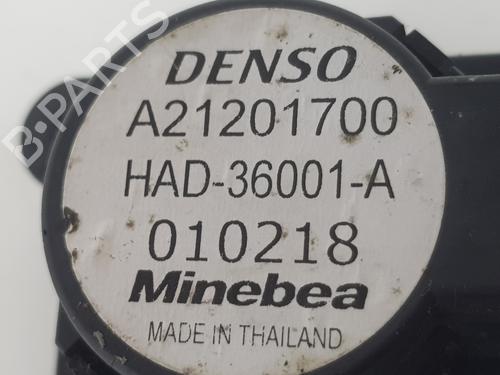 B-PARTS
DENSO
A21201700
HAD-36001-A
010218
Minebea
MADE IN THAILAND